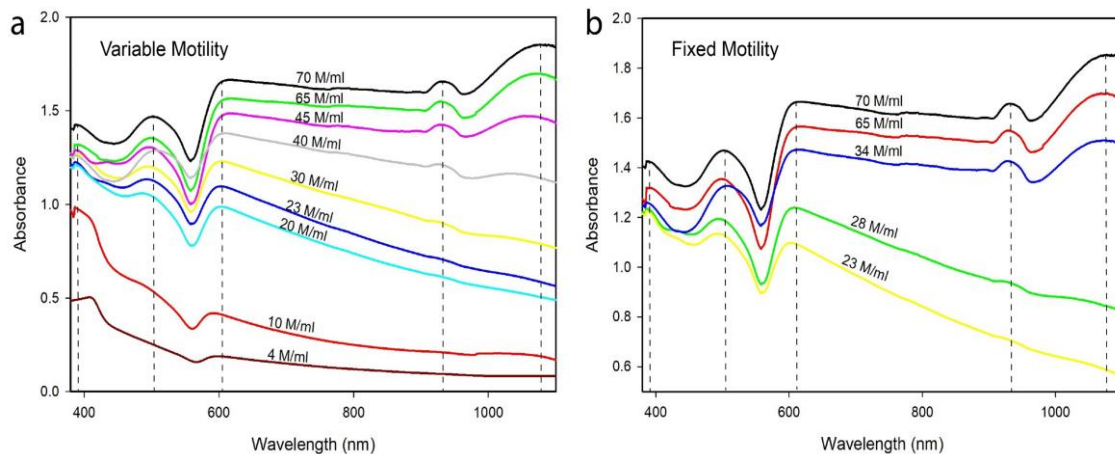 a
Variable Motility
2.0
1.5
1.0
0.5
0.0
Absorbance
70 M/ml
65 M/ml
45 M/ml
40 M/ml
30 M/ml
23 M/ml
20 M/ml
10 M/ml
4 M/ml
400 600 800 1000
Wavelength (nm)
b
Fixed Motility
2.0
1.8
1.6
1.4
1.2
1.0
0.8
0.6
Absorbance
70 M/ml
65 M/ml
34 M/ml
28 M/ml
23 M/ml
400 600 800 1000
Wavelength (nm)